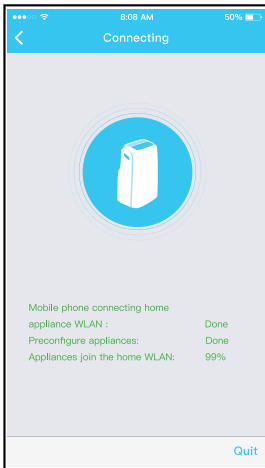 8:08 AM
50%
Connecting
Mobile phone connecting home
appliance WLAN : Done
Preconfigure appliances: Done
Appliances join the home WLAN: 99%
Quit